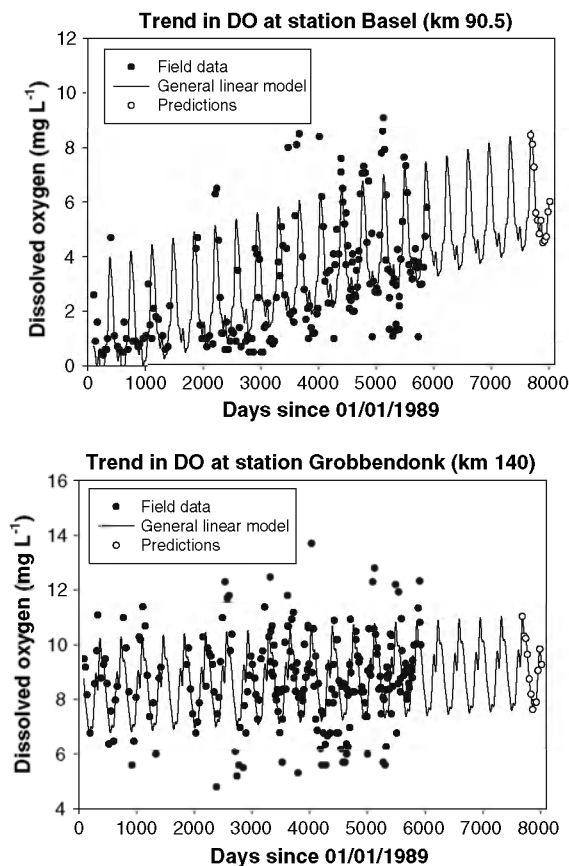 Trend in DO at station Basel (km 90.5)
Dissolved oxygen (mg L⁻¹)
12
10
8
6
4
2
0
Field data
General linear model
Predictions
0 1000 2000 3000 4000 5000 6000 7000 8000
Days since 01/01/1989
Trend in DO at station Grobbendonk (km 140)
Dissolved oxygen (mg L⁻¹)
16
14
12
10
8
6
4
Field data
General linear model
Predictions
0 1000 2000 3000 4000 5000 6000 7000 8000
Days since 01/01/1989